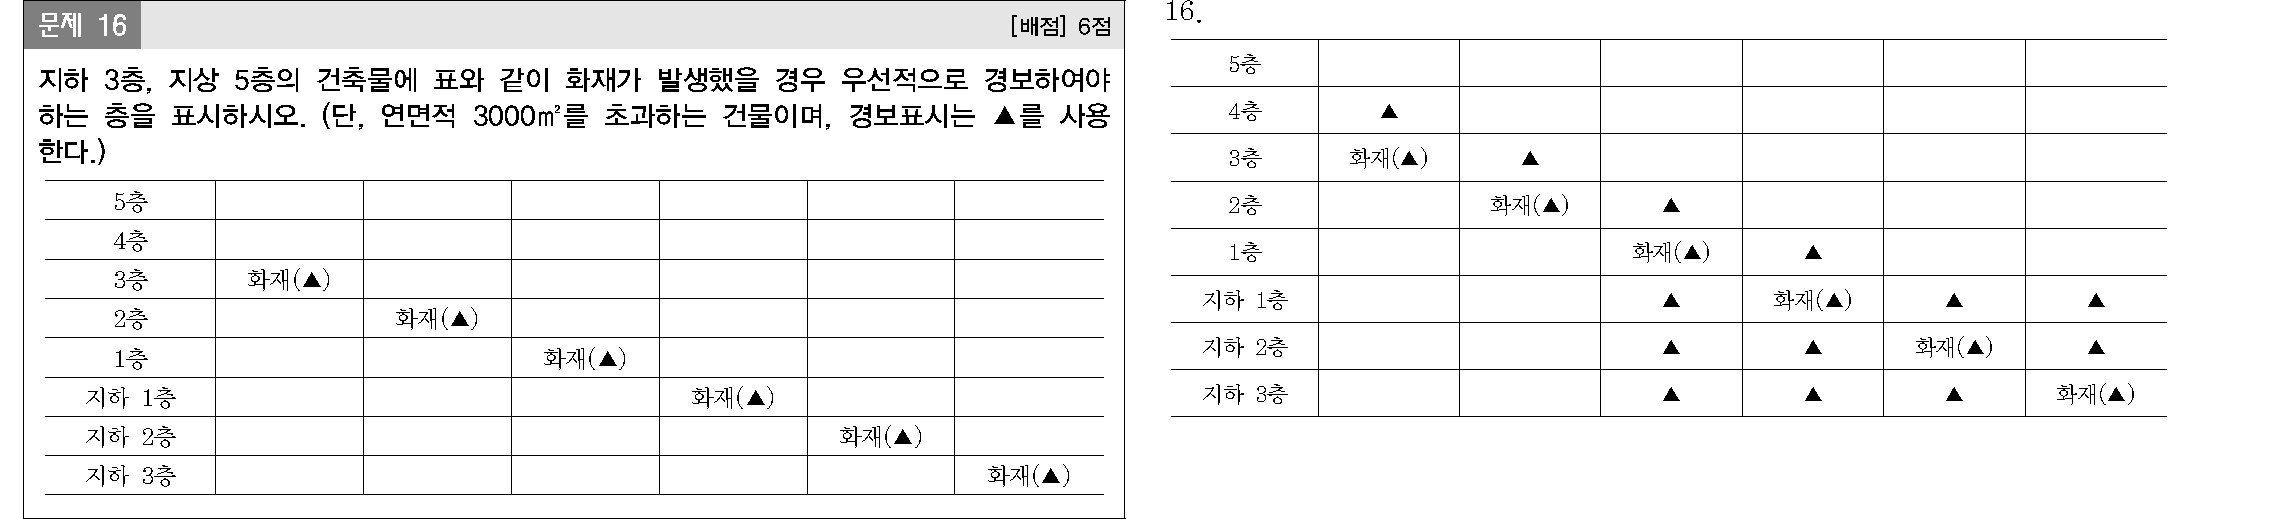 문제 16 [배점] 6점
지하 3층, 지상 5층의 건축물에 표와 같이 화재가 발생했을 경우 우선적으로 경보하여야
하는 층을 표시하시오. (단, 연면적 3000㎡를 초과하는 건물이며, 경보표시는 ▲를 사용
한다.)
5층
4층
3층 화재(▲)
2층 화재(▲)
1층 화재(▲)
지하 1층 화재(▲)
지하 2층 화재(▲)
지하 3층 화재(▲)
16.
5층
4층 ▲
3층 화재(▲) ▲
2층 화재(▲) ▲
1층 화재(▲) ▲
지하 1층 ▲ 화재(▲) ▲ ▲
지하 2층 ▲ ▲ 화재(▲) ▲
지하 3층 ▲ ▲ ▲ 화재(▲)